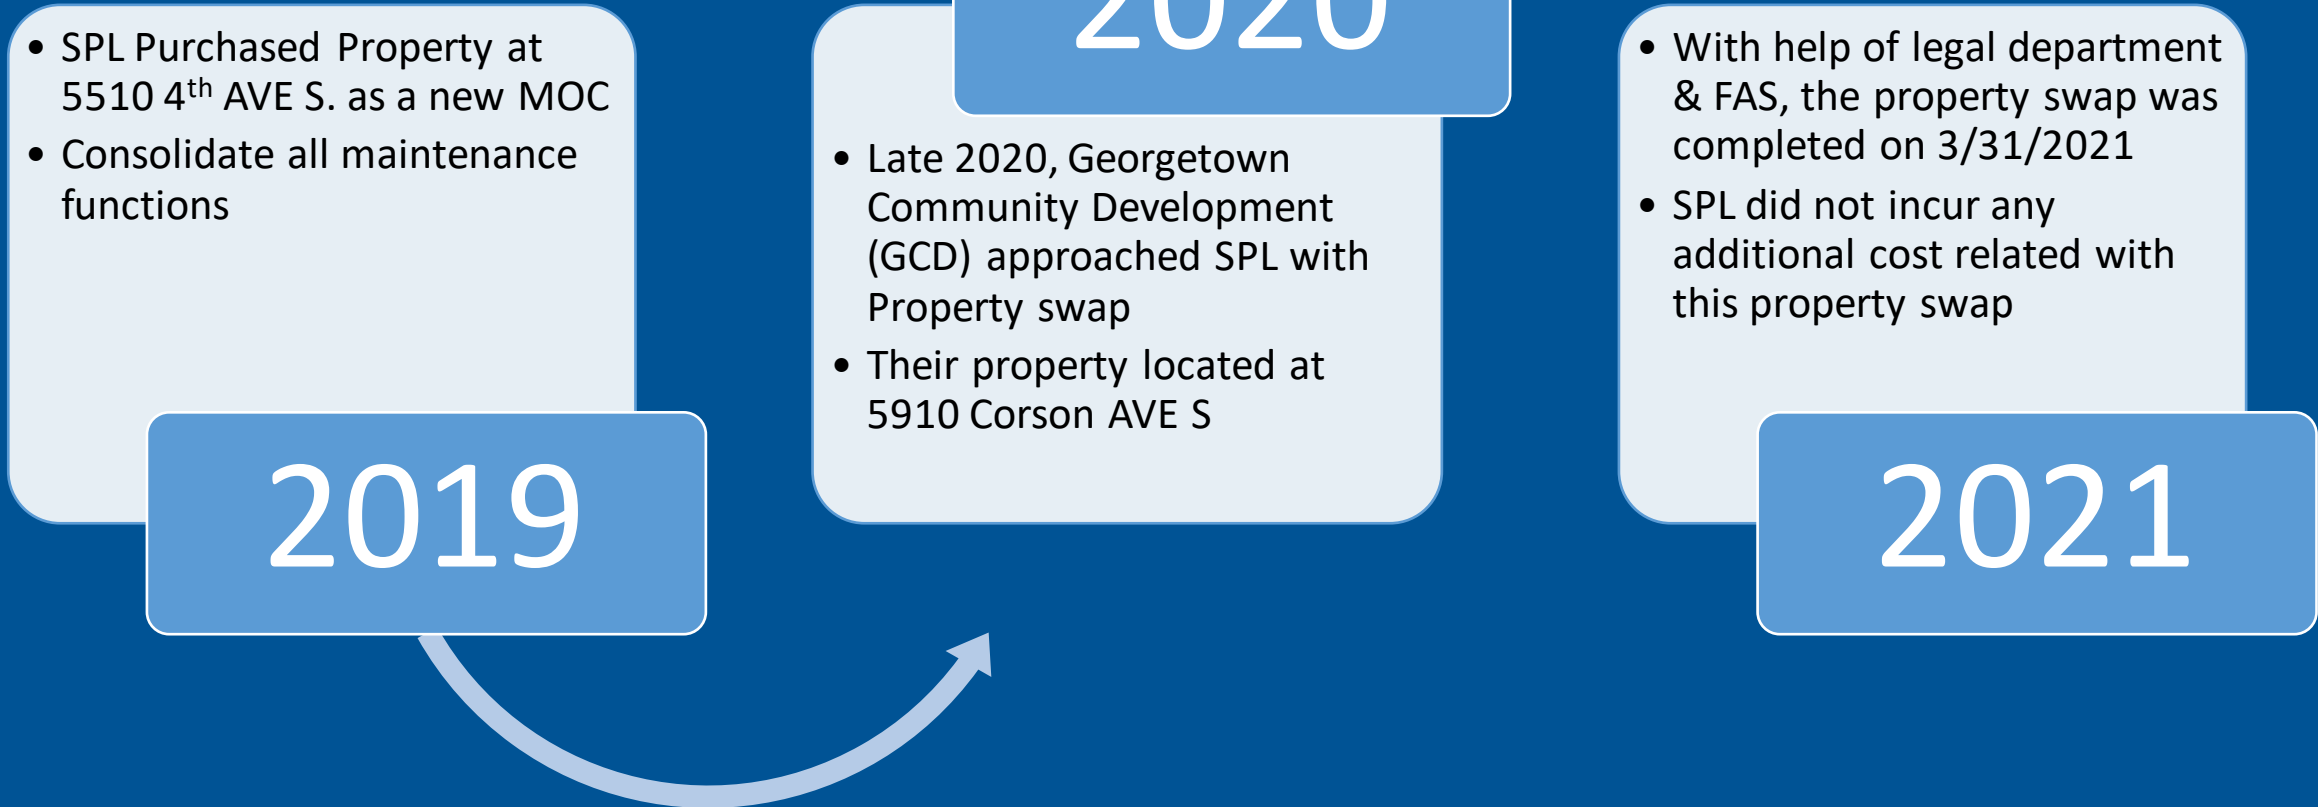 • SPL Purchased Property at
5510 4th AVE S. as a new MOC
• Consolidate all maintenance
functions
2019
2020
• Late 2020, Georgetown
Community Development
(GCD) approached SPL with
Property swap
• Their property located at
5910 Corson AVE S
• With help of legal department
& FAS, the property swap was
completed on 3/31/2021
• SPL did not incur any
additional cost related with
this property swap
2021